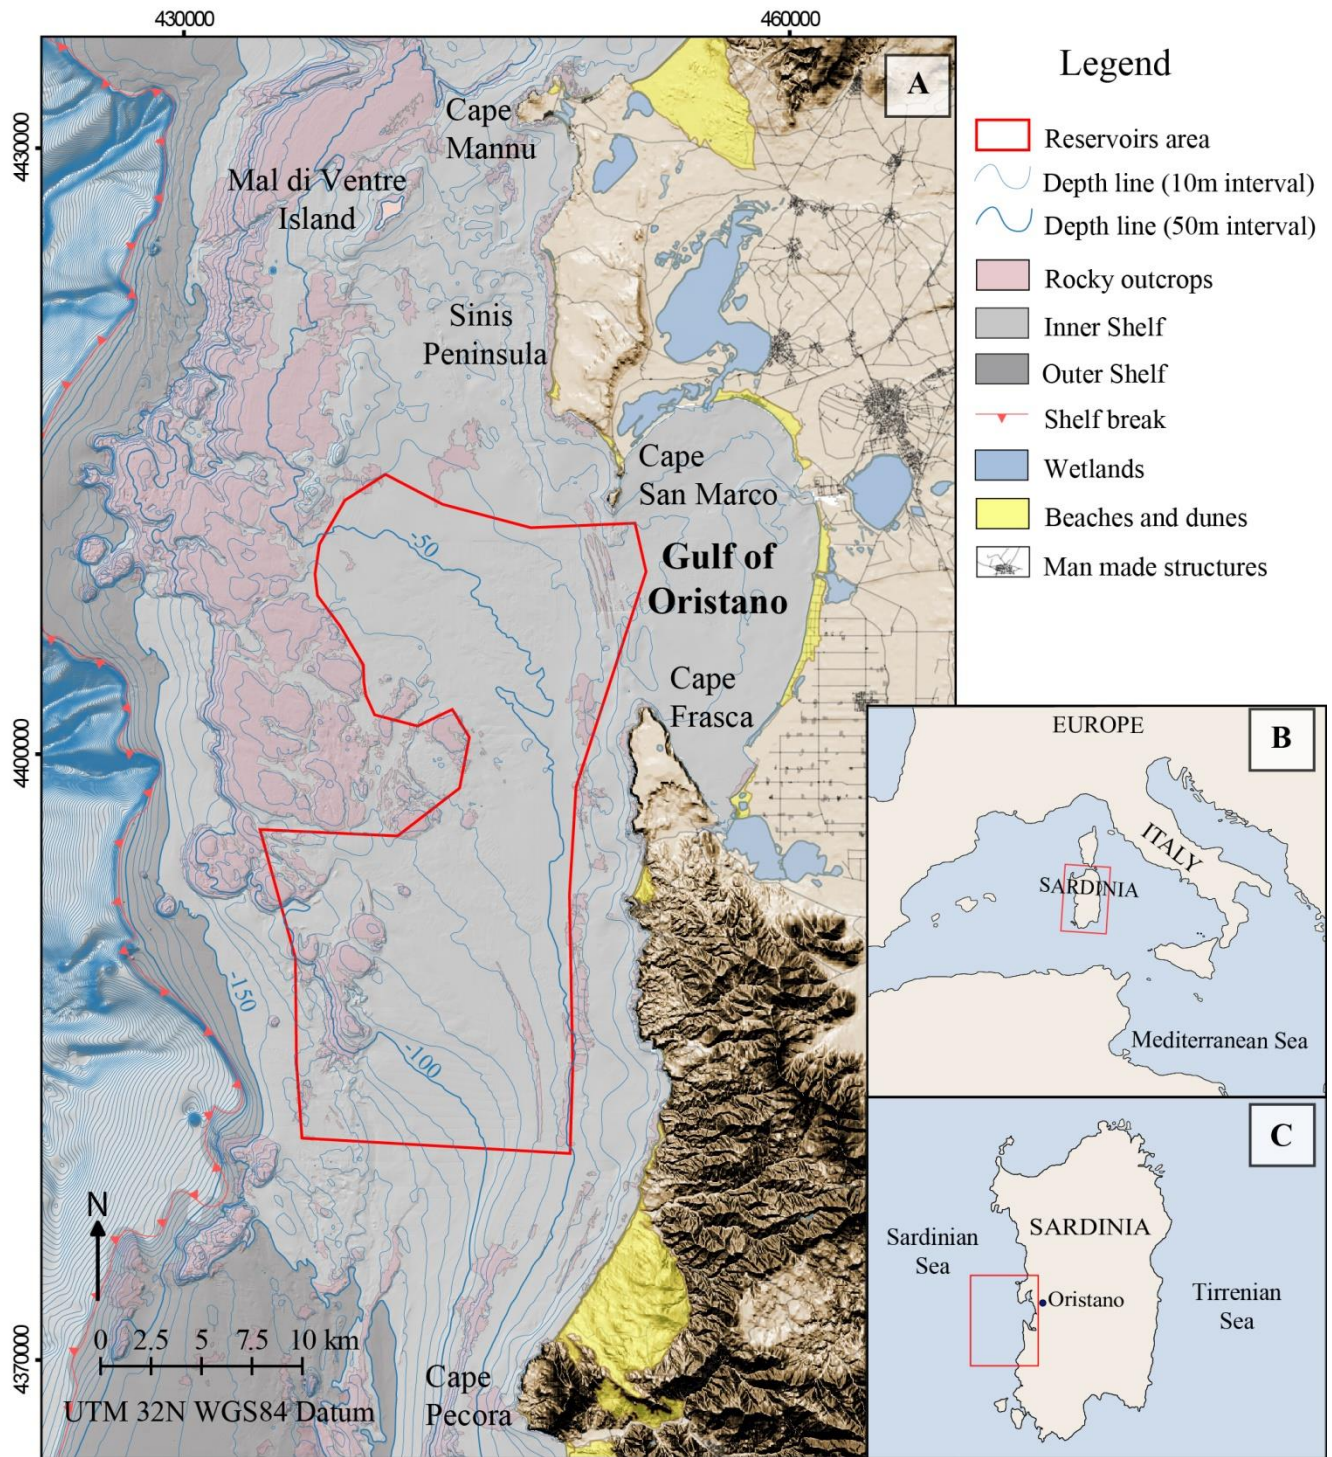 430000
460000
4430000
4400000
4370000
A
Cape
Mannu
Mal di Ventre
Island
Sinis
Peninsula
Cape
San Marco
-50
Gulf of
Oristano
Cape
Frasca
-150
-100
N
0 2.5 5 7.5 10 km
UTM 32N WGS84 Datum
Cape
Pecora
Legend
Reservoirs area
Depth line (10m interval)
Depth line (50m interval)
Rocky outcrops
Inner Shelf
Outer Shelf
Shelf break
Wetlands
Beaches and dunes
Man made structures
EUROPE
B
ITALY
SARDINIA
Mediterranean Sea
C
SARDINIA
Sardinian
Sea
Oristano
Tirrenian
Sea